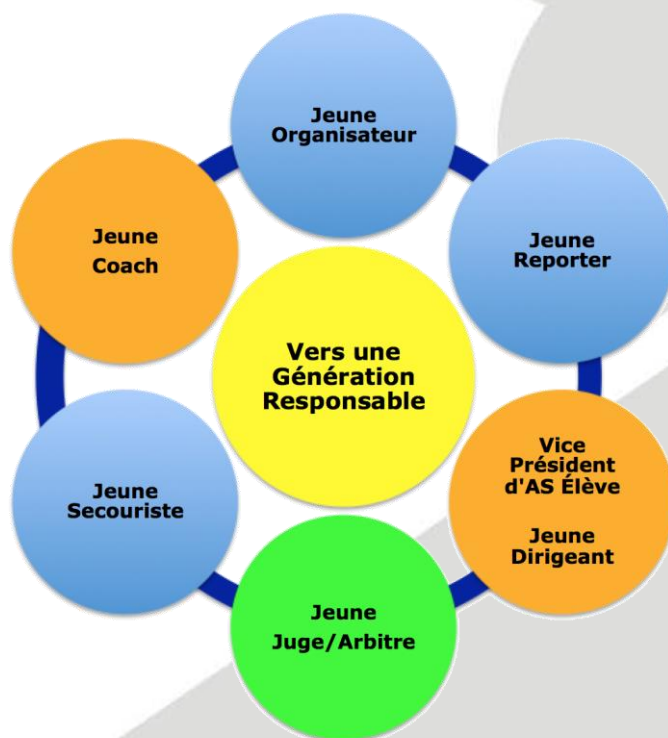 Jeune
Organisateur
Jeune
Reporter
Vice
Président
d'AS Élève
Jeune
Dirigeant
Jeune
Juge/Arbitre
Jeune
Secouriste
Jeune
Coach
Vers une
Génération
Responsable